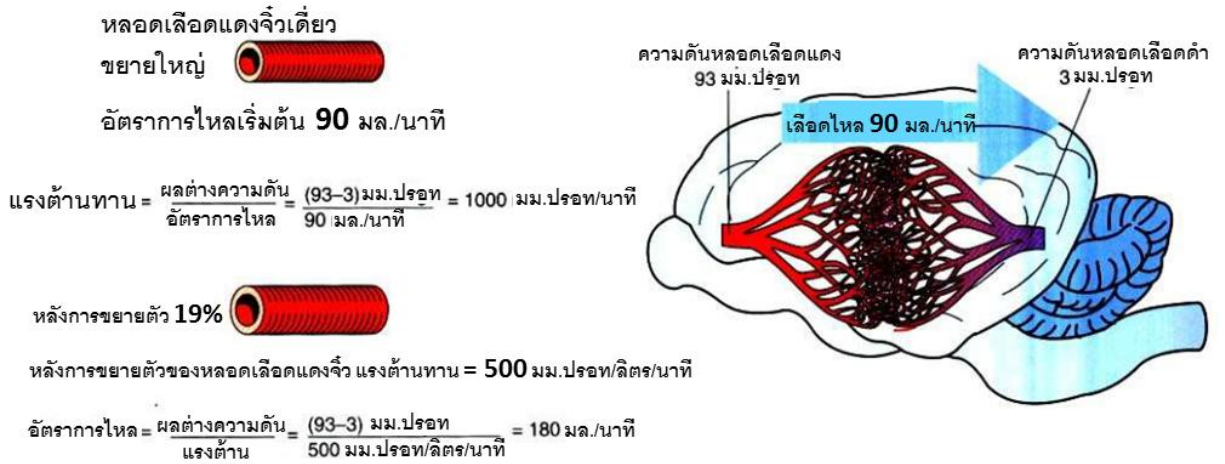 หลอดเลือดแดงจิ๋วเดี่ยว
ขยายใหญ่
อัตราการไหลเริ่มต้น 90 มล./นาที
แรงต้านทาน = ผลต่างความดัน / อัตราการไหล = (93–3) มม.ปรอท / 90 มล./นาที = 1000 มม.ปรอท/นาที
หลังการขยายตัว 19%
หลังการขยายตัวของหลอดเลือดแดงจิ๋ว แรงต้านทาน = 500 มม.ปรอท/ลิตร/นาที
อัตราการไหล = ผลต่างความดัน / แรงต้าน = (93–3) มม.ปรอท / 500 มม.ปรอท/ลิตร/นาที = 180 มล./นาที
ความดันหลอดเลือดแดง
93 มม.ปรอท
ความดันหลอดเลือดดำ
3 มม.ปรอท
เลือดไหล 90 มล./นาที